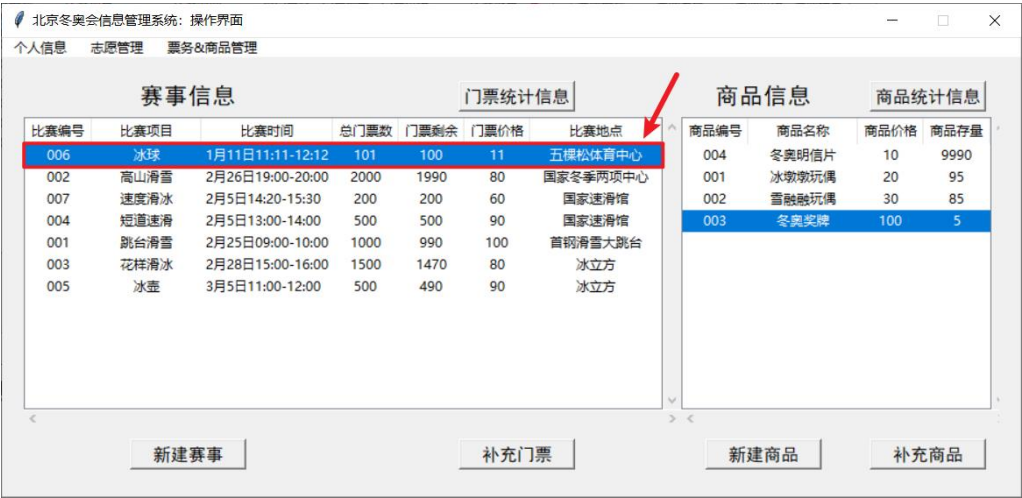 北京冬奥会信息管理系统：操作界面
个人信息 志愿管理 票务&商品管理
赛事信息 门票统计信息 商品信息 商品统计信息
比赛编号 比赛项目 比赛时间 总门票数 门票剩余 门票价格 比赛地点 商品编号 商品名称 商品价格 商品存量
006 冰球 1月11日11:11-12:12 101 100 11 五棵松体育中心 004 冬奥明信片 10 9990
002 高山滑雪 2月26日19:00-20:00 2000 1990 80 国家冬季两项中心 001 冰墩墩玩偶 20 95
007 速度滑冰 2月5日14:20-15:30 200 200 60 国家速滑馆 002 雪融融玩偶 30 85
004 短道速滑 2月5日13:00-14:00 500 500 90 国家速滑馆 003 冬奥奖牌 100 5
001 跳台滑雪 2月25日09:00-10:00 1000 990 100 首钢滑雪大跳台
003 花样滑冰 2月28日15:00-16:00 1500 1470 80 冰立方
005 冰壶 3月5日11:00-12:00 500 490 90 冰立方
新建赛事 补充门票 新建商品 补充商品